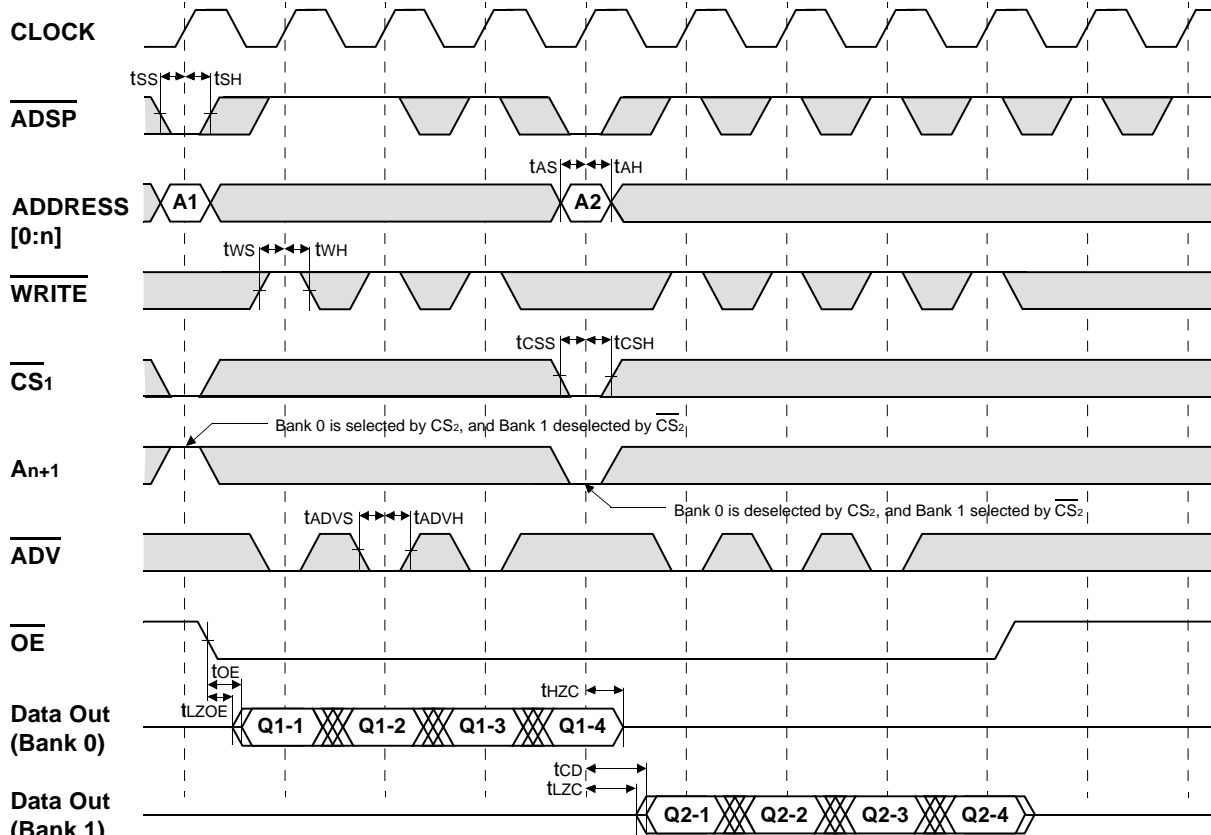 CLOCK
tSS tSH
ADSP
tAS tAH
ADDRESS
[0:n]
A1 A2
tWS tWH
WRITE
tCSS tCSH
CS1
Bank 0 is selected by CS2, and Bank 1 deselected by CS2
An+1
Bank 0 is deselected by CS2, and Bank 1 selected by CS2
tADVS tADVH
ADV
OE
tOE
tLZOE
tHZC
Data Out
(Bank 0)
Q1-1 Q1-2 Q1-3 Q1-4
tCD
tLZC
Data Out
(Bank 1)
Q2-1 Q2-2 Q2-3 Q2-4